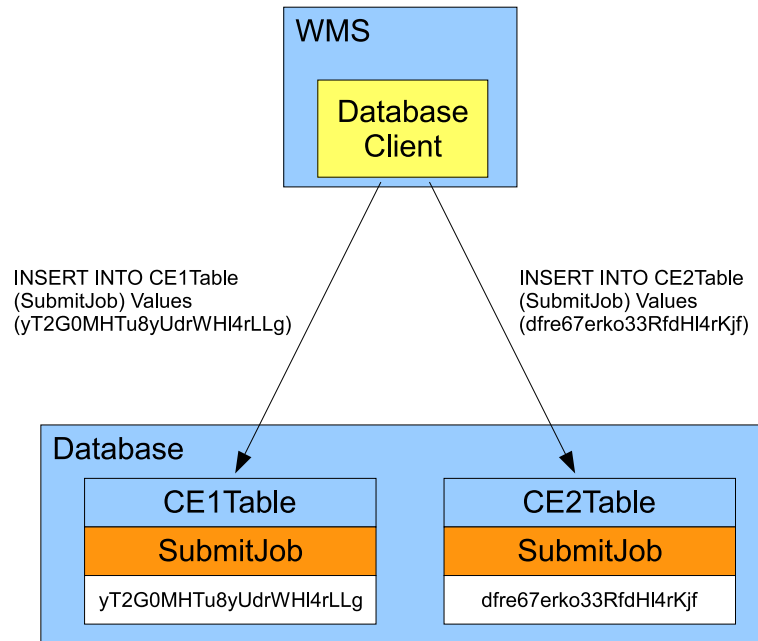 WMS
Database
Client
INSERT INTO CE1Table
(SubmitJob) Values
(yT2G0MHTu8yUdrWHl4rLLg)
INSERT INTO CE2Table
(SubmitJob) Values
(dfre67erko33RfdHl4rKjf)
Database
CE1Table
SubmitJob
yT2G0MHTu8yUdrWHl4rLLg
CE2Table
SubmitJob
dfre67erko33RfdHl4rKjf